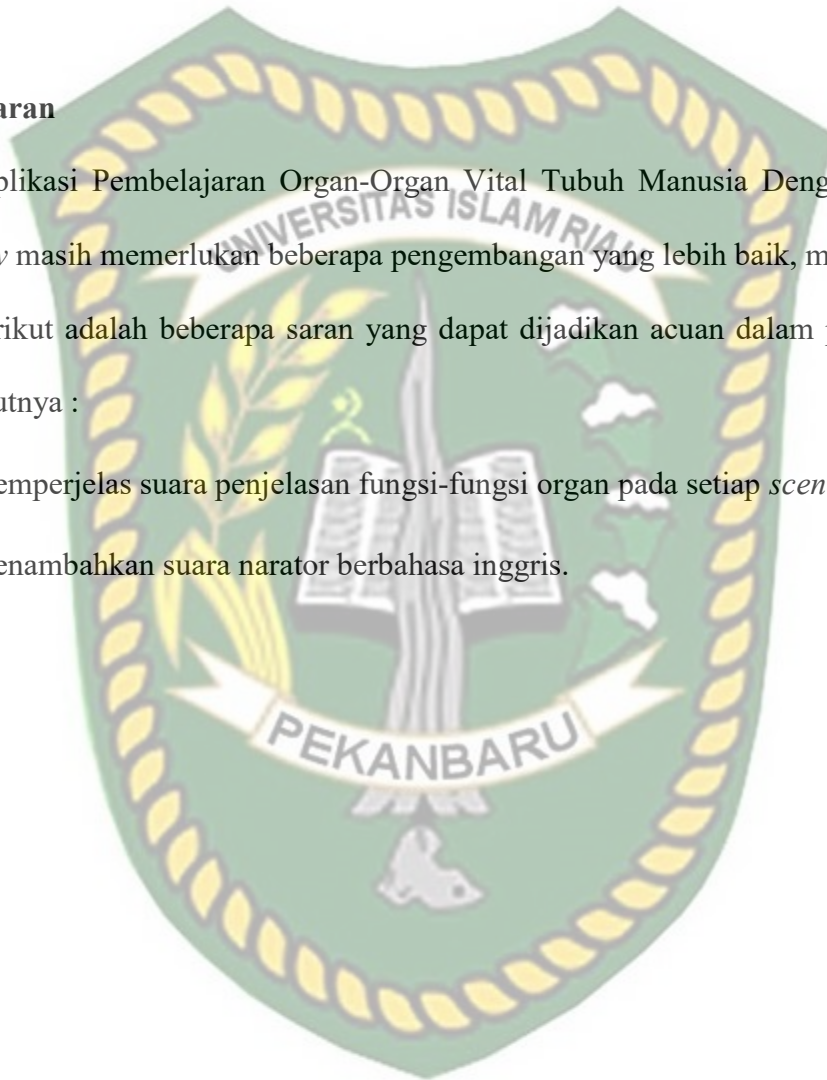 aran
plikasi Pembelajaran Organ-Organ Vital Tubuh Manusia Deng
UNIVERSITAS ISLAM RIAU
masih memerlukan beberapa pengembangan yang lebih baik, m
rikut adalah beberapa saran yang dapat dijadikan acuan dalam p
utnya :
emperjelas suara penjelasan fungsi-fungsi organ pada setiap scen
enambahkan suara narator berbahasa inggris.
PEKANBARU